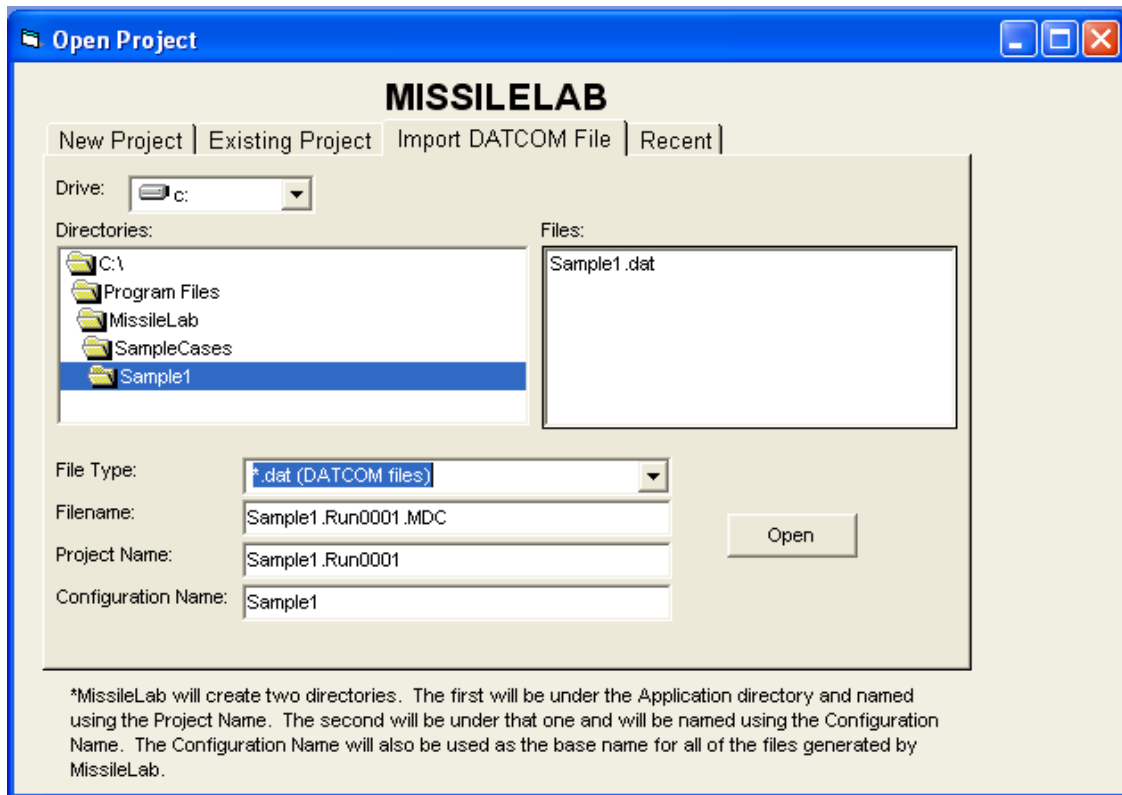 Open Project
MISSILELAB
New Project Existing Project Import DATCOM File Recent
Drive: c:
Directories: Files:
C:\
Program Files
MissileLab
SampleCases
Sample1
Sample1.dat
File Type: *.dat (DATCOM files)
Filename: Sample1.Run0001.MDC
Project Name: Sample1.Run0001
Configuration Name: Sample1
Open
*MissileLab will create two directories. The first will be under the Application directory and named
using the Project Name. The second will be under that one and will be named using the Configuration
Name. The Configuration Name will also be used as the base name for all of the files generated by
MissileLab.